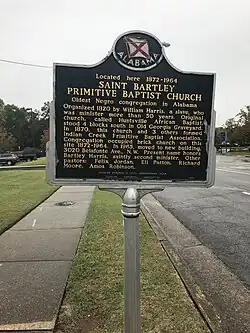 ALABAMA
Located here 1872-1964
SAINT BARTLEY
PRIMITIVE BAPTIST CHURCH
Oldest Negro congregation in Alabama
Organized 1820 by William Harris, a slave, who
was minister more than 50 years. Original
church, called Huntsville African Baptist,
stood 4 blocks south in Old Georgia Graveyard.
In 1870, this church and 3 others formed
Indian Creek Primitive Baptist Association.
Congregation occupied brick church on this
site 1872-1964. In 1965, moved to new building,
3020 Belafonte Ave., N.W. Present name honors
Bartley Harris, saintly second minister. Other
pastors: Felix Jordan, Eli Patton, Richard
Moore, Amos Robinson.